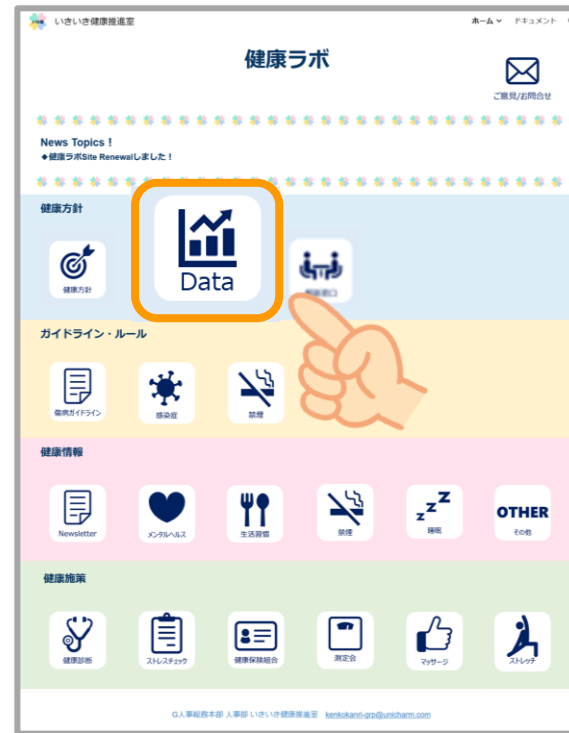 いきいき健康推進室
ホーム
ドキュメント
健康ラボ
ご意見/お問合せ
News Topics!
◆健康ラボSite Renewalしました!
健康方針
健康方針
Data
相談窓口
ガイドライン・ルール
傷病ガイドライン
感染症
禁煙
健康情報
Newsletter
メンタルヘルス
生活習慣
禁煙
zzZ
睡眠
OTHER
その他
健康施策
健康診断
ストレスチェック
健康保険組合
測定会
マッサージ
ストレッチ
G人事総務本部 人事部 いきいき健康推進室 kenkokanri-grp@unicharm.com